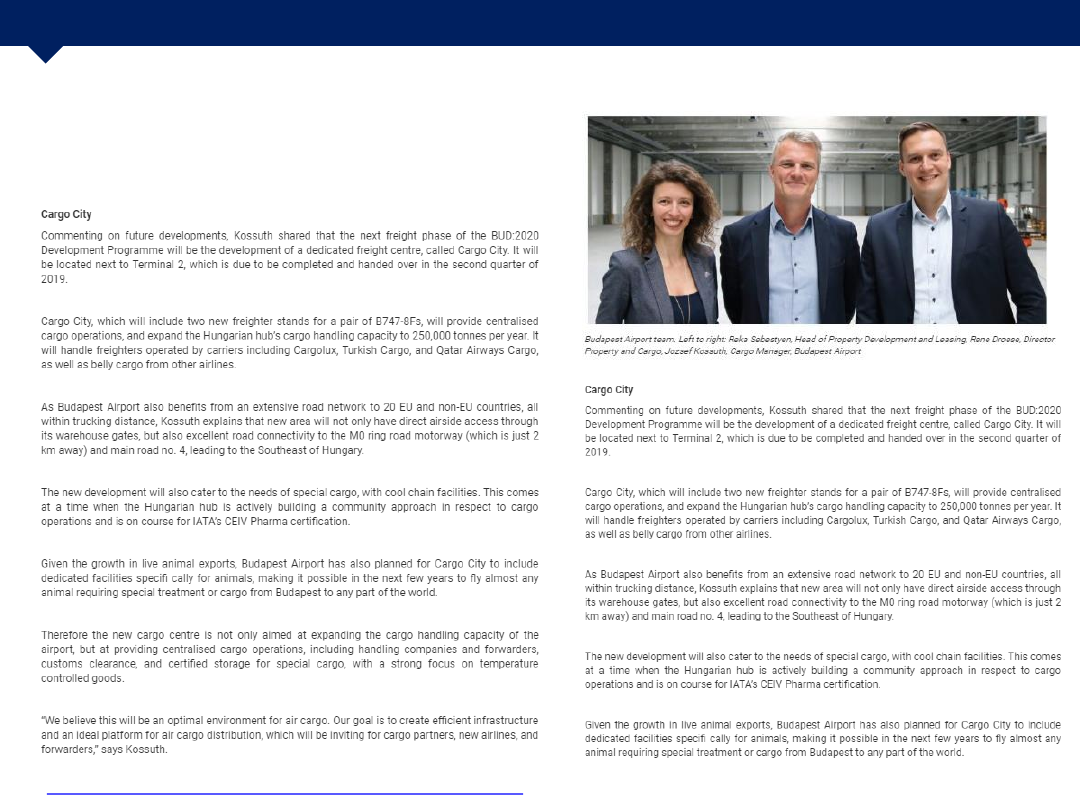 Cargo City
Commenting on future developments, Kossuth shared that the next freight phase of the BUD:2020
Development Programme will be the development of a dedicated freight centre, called Cargo City. It will
be located next to Terminal 2, which is due to be completed and handed over in the second quarter of
2019.
Cargo City, which will include two new freighter stands for a pair of B747-8Fs, will provide centralised
cargo operations, and expand the Hungarian hub's cargo handling capacity to 250,000 tonnes per year. It
will handle freighters operated by carriers including Cargolux, Turkish Cargo, and Qatar Airways Cargo,
as well as belly cargo from other airlines.
As Budapest Airport also benefits from an extensive road network to 20 EU and non-EU countries, all
within trucking distance, Kossuth explains that new area will not only have direct airside access through
its warehouse gates, but also excellent road connectivity to the M0 ring road motorway (which is just 2
km away) and main road no. 4, leading to the Southeast of Hungary.
The new development will also cater to the needs of special cargo, with cool chain facilities. This comes
at a time when the Hungarian hub is actively building a community approach in respect to cargo
operations and is on course for IATA's CEIV Pharma certification.
Given the growth in live animal exports, Budapest Airport has also planned for Cargo City to include
dedicated facilities specifi cally for animals, making it possible in the next few years to fly almost any
animal requiring special treatment or cargo from Budapest to any part of the world.
Therefore the new cargo centre is not only aimed at expanding the cargo handling capacity of the
airport, but at providing centralised cargo operations, including handling companies and forwarders,
customs clearance, and certified storage for special cargo, with a strong focus on temperature
controlled goods.
"We believe this will be an optimal environment for air cargo. Our goal is to create efficient infrastructure
and an ideal platform for air cargo distribution, which will be inviting for cargo partners, new airlines, and
forwarders," says Kossuth.
Budapest Airport team. Left to right: Reka Sebestyen, Head of Property Development and Leasing, Rene Droese, Director
Property and Cargo, Jozsef Kossuth, Cargo Manager, Budapest Airport
Cargo City
Commenting on future developments, Kossuth shared that the next freight phase of the BUD:2020
Development Programme will be the development of a dedicated freight centre, called Cargo City. It will
be located next to Terminal 2, which is due to be completed and handed over in the second quarter of
2019.
Cargo City, which will include two new freighter stands for a pair of B747-8Fs, will provide centralised
cargo operations, and expand the Hungarian hub's cargo handling capacity to 250,000 tonnes per year. It
will handle freighters operated by carriers including Cargolux, Turkish Cargo, and Qatar Airways Cargo,
as well as belly cargo from other airlines.
As Budapest Airport also benefits from an extensive road network to 20 EU and non-EU countries, all
within trucking distance, Kossuth explains that new area will not only have direct airside access through
its warehouse gates, but also excellent road connectivity to the M0 ring road motorway (which is just 2
km away) and main road no. 4, leading to the Southeast of Hungary.
The new development will also cater to the needs of special cargo, with cool chain facilities. This comes
at a time when the Hungarian hub is actively building a community approach in respect to cargo
operations and is on course for IATA's CEIV Pharma certification.
Given the growth in live animal exports, Budapest Airport has also planned for Cargo City to include
dedicated facilities specifi cally for animals, making it possible in the next few years to fly almost any
animal requiring special treatment or cargo from Budapest to any part of the world.